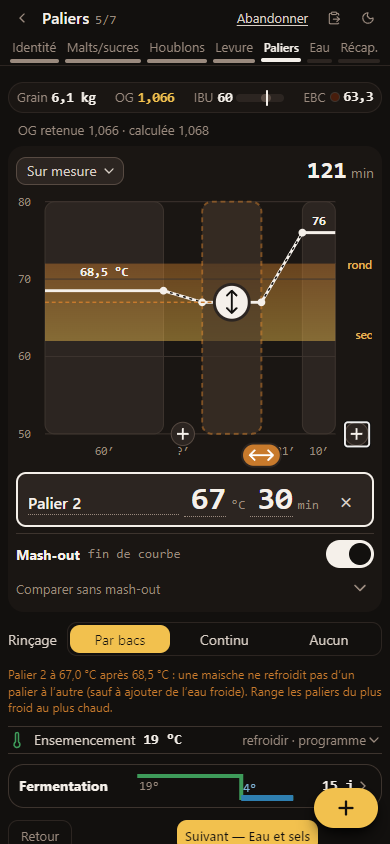 Paliers 5/7 Abandonner
Identité Malts/sucres Houblons Levure Paliers Eau Récap.
Grain 6,1 kg OG 1,066 IBU 60 EBC 63,3
OG retenue 1,066 · calculée 1,068
Sur mesure 121 min
80
76
68,5 °C
rond
70
sec
60
50
60′ ?′ 1′ 10′
Palier 2 67 °C 30 min ×
Mash-out fin de courbe
Comparer sans mash-out
Rinçage Par bacs Continu Aucun
Palier 2 à 67,0 °C après 68,5 °C : une maische ne refroidit pas d'un
palier à l'autre (sauf à ajouter de l'eau froide). Range les paliers du plus
froid au plus chaud.
Ensemencement 19 °C refroidir · programme
Fermentation 19° 4° 15 j
Retour Suivant — Eau et sels